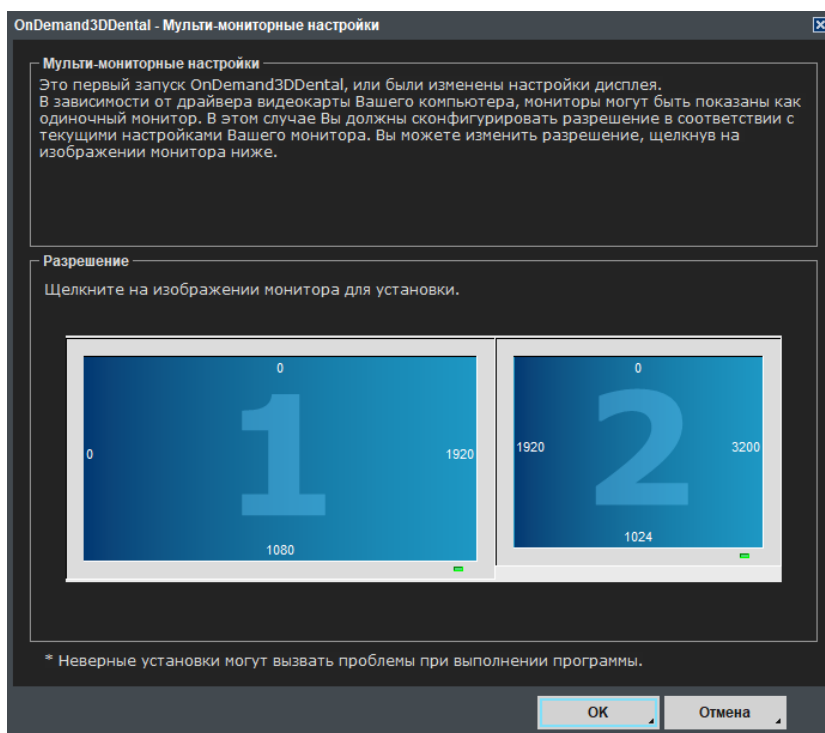 OnDemand3DDental - Мульти-мониторные настройки
Мульти-мониторные настройки
Это первый запуск OnDemand3DDental, или были изменены настройки дисплея.
В зависимости от драйвера видеокарты Вашего компьютера, мониторы могут быть показаны как
одиночный монитор. В этом случае Вы должны сконфигурировать разрешение в соответствии с
текущими настройками Вашего монитора. Вы можете изменить разрешение, щелкнув на
изображении монитора ниже.
Разрешение
Щелкните на изображении монитора для установки.
0
1
0
1920
1080
0
2
1920
3200
1024
* Неверные установки могут вызвать проблемы при выполнении программы.
OK
Отмена